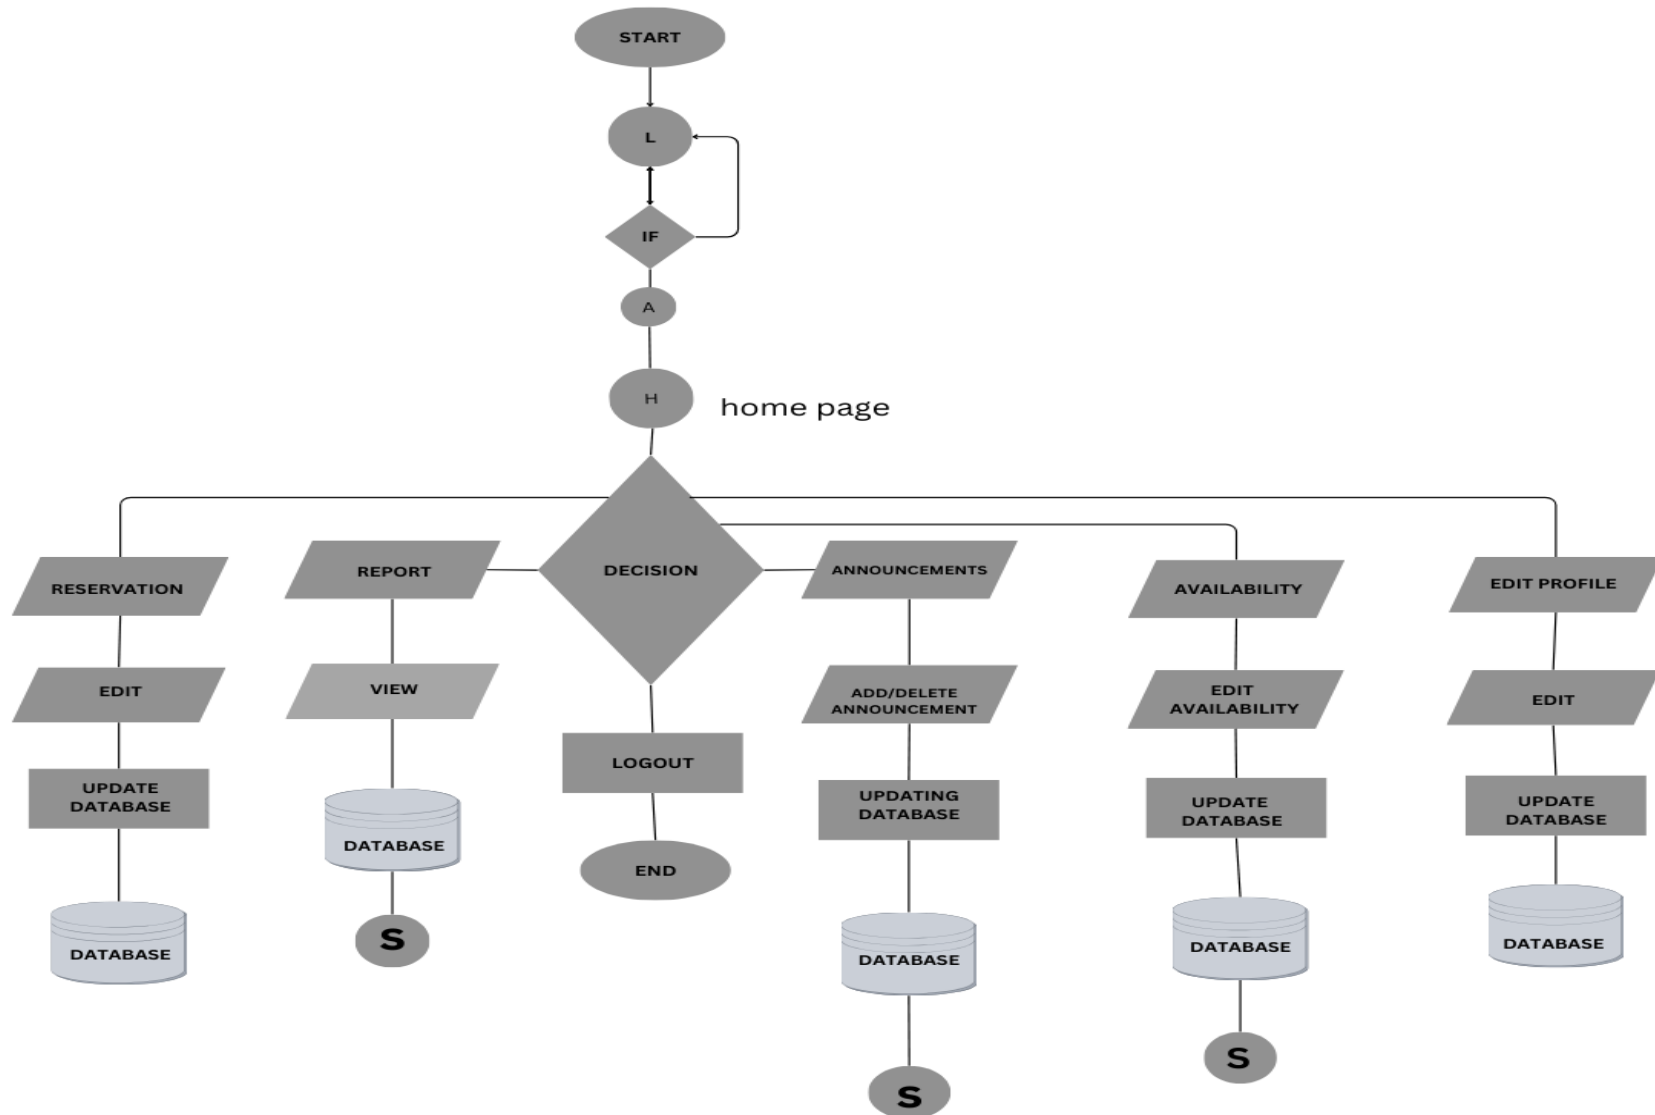 START
L
IF
A
H
home page
DECISION
RESERVATION
EDIT
UPDATE
DATABASE
DATABASE
REPORT
VIEW
DATABASE
S
LOGOUT
END
ANNOUNCEMENTS
ADD/DELETE
ANNOUNCEMENT
UPDATING
DATABASE
DATABASE
S
AVAILABILITY
EDIT
AVAILABILITY
UPDATE
DATABASE
DATABASE
S
EDIT PROFILE
EDIT
UPDATE
DATABASE
DATABASE